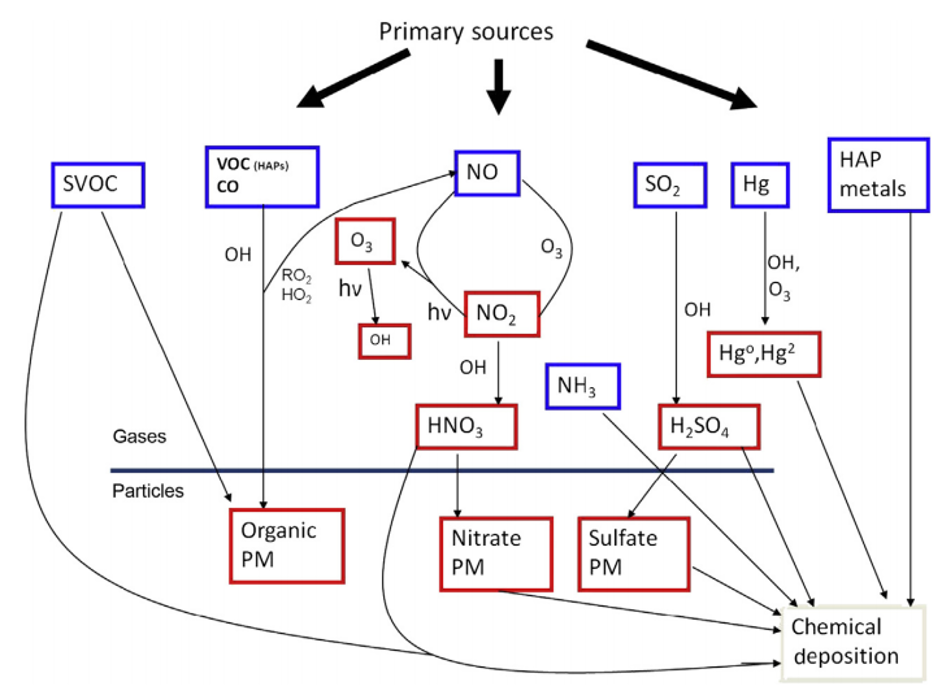 Primary sources
SVOC
VOC (HAPs)
CO
NO
SO₂
Hg
HAP
metals
OH
RO₂
HO₂
O₃
hν
OH
hν
O₃
NO₂
OH
OH
OH,
O₃
Hgº,Hg²
NH₃
HNO₃
H₂SO₄
Gases
Particles
Organic
PM
Nitrate
PM
Sulfate
PM
Chemical
deposition